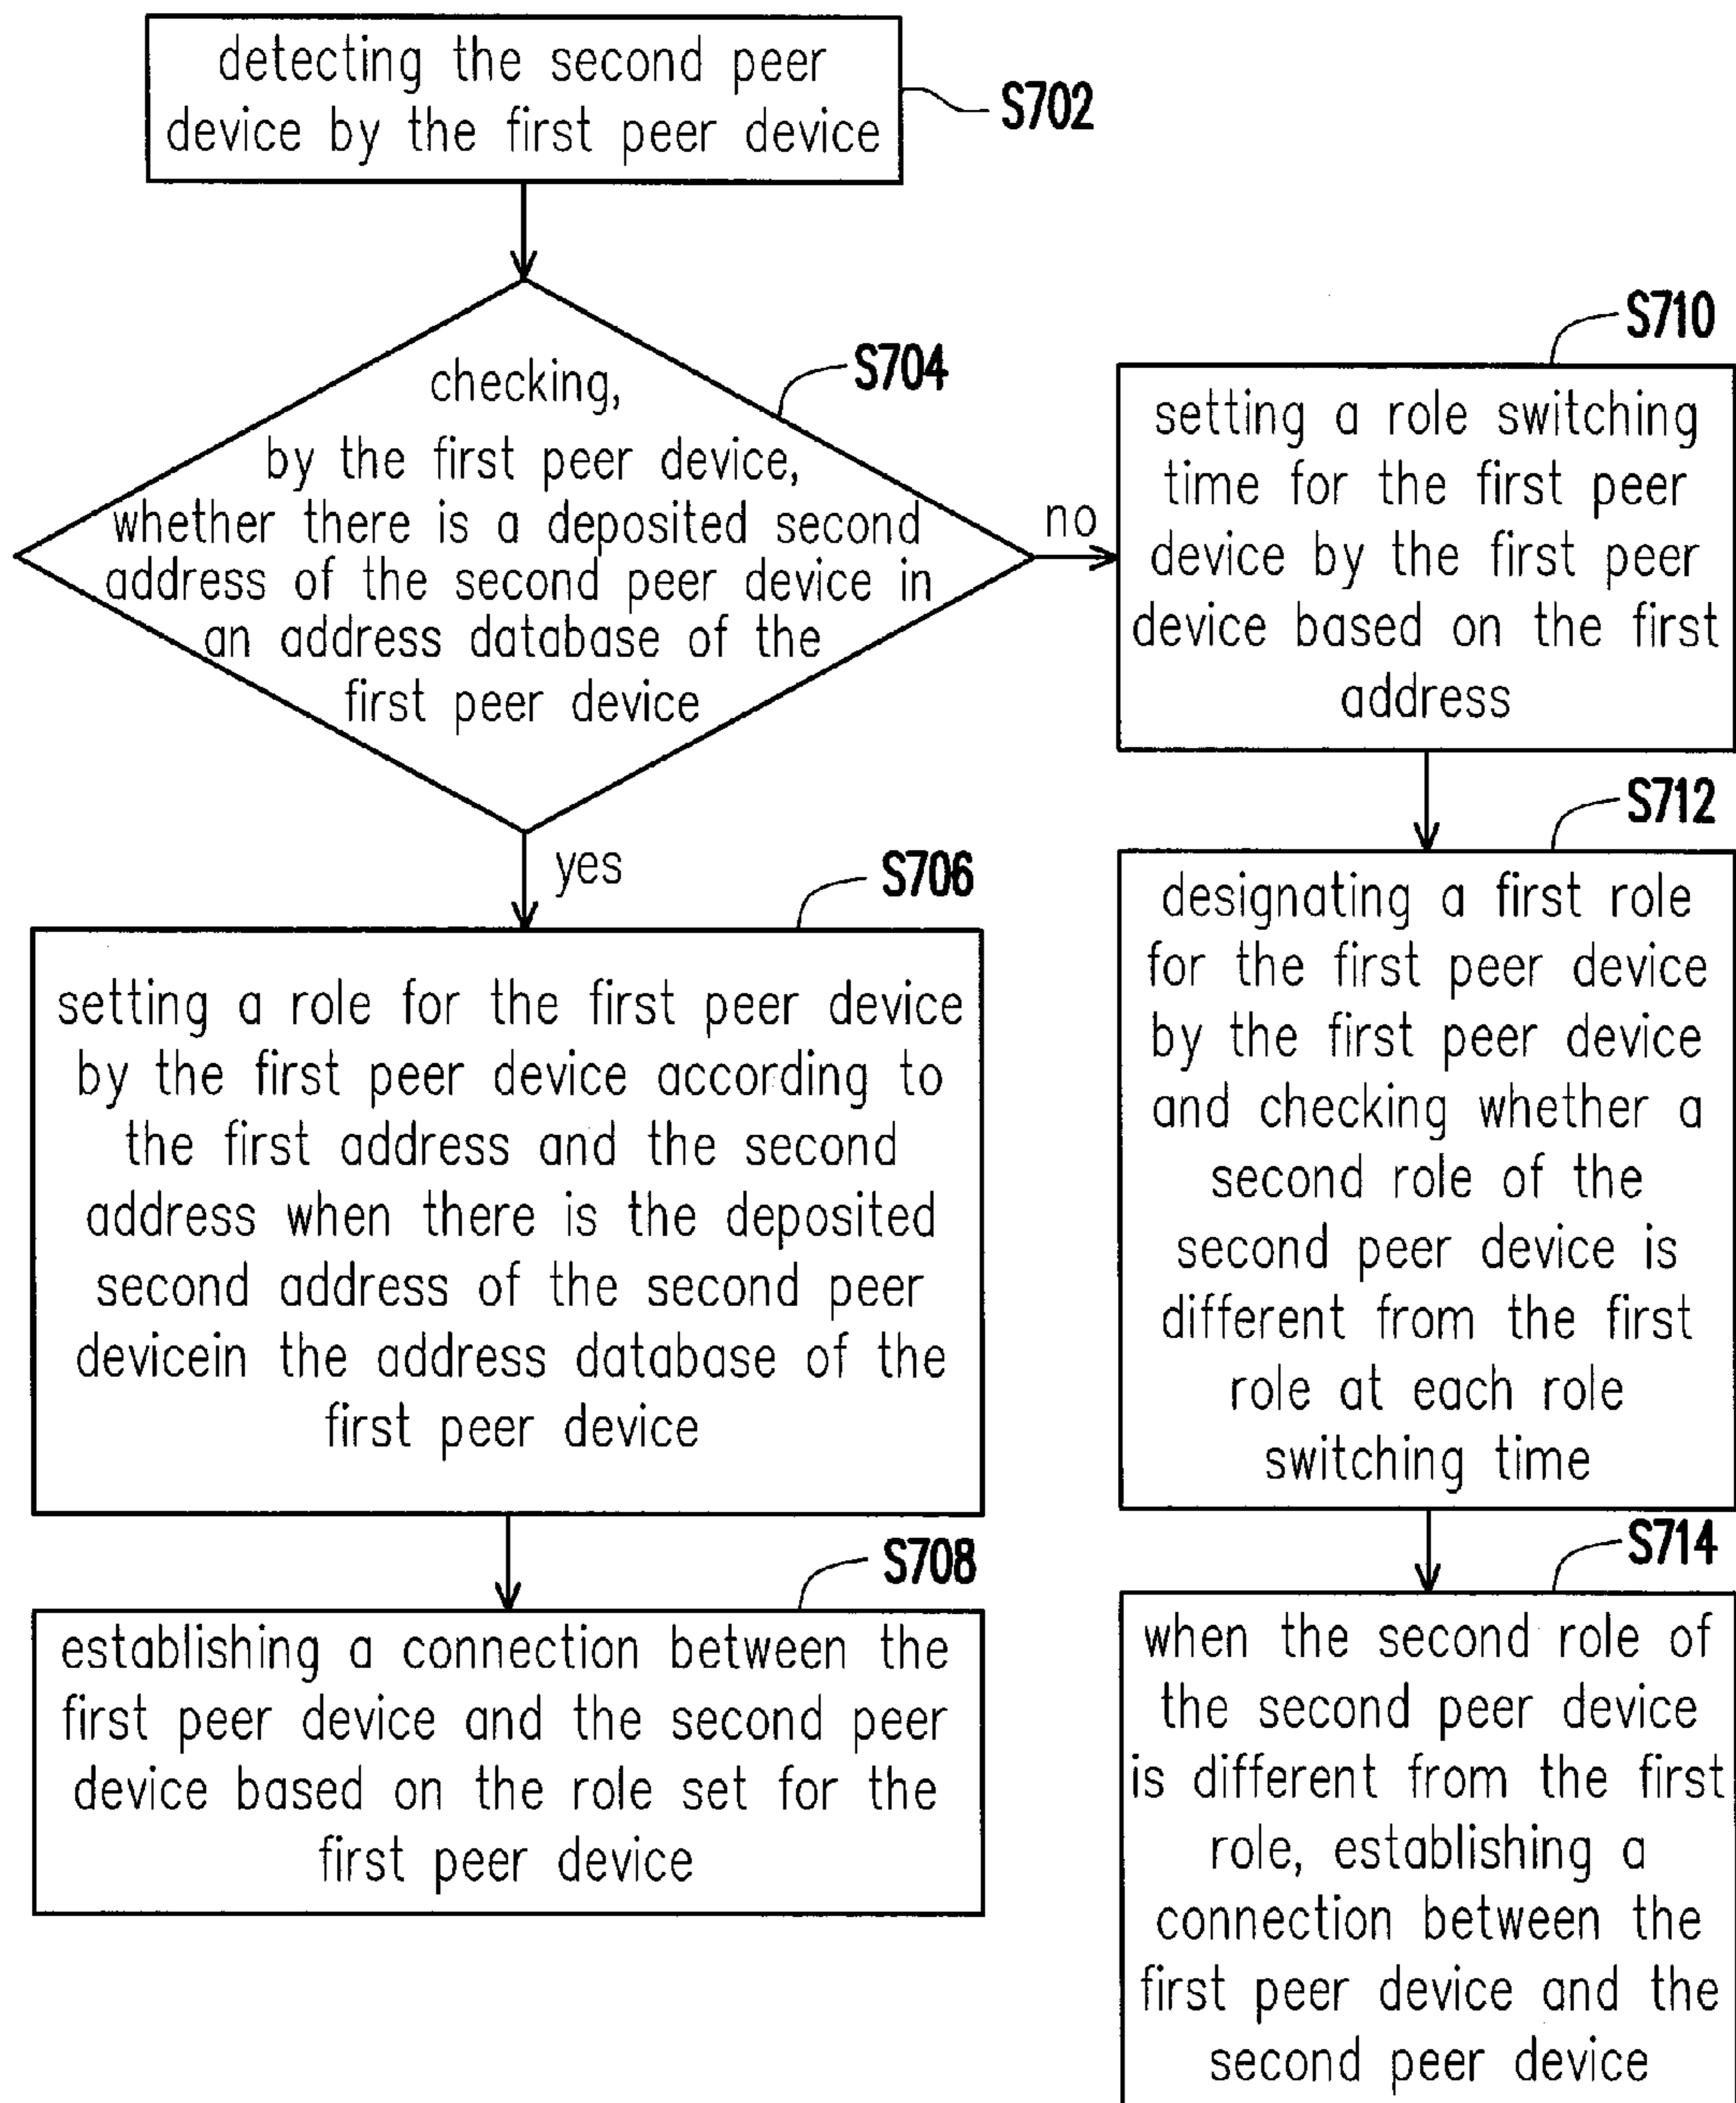 detecting the second peer
device by the first peer device
S702
checking,
by the first peer device,
whether there is a deposited second
address of the second peer device in
an address database of the
first peer device
S704
no
yes
S706
setting a role for the first peer device
by the first peer device according to
the first address and the second
address when there is the deposited
second address of the second peer
devicein the address database of the
first peer device
S708
establishing a connection between the
first peer device and the second peer
device based on the role set for the
first peer device
S710
setting a role switching
time for the first peer
device by the first peer
device based on the first
address
S712
designating a first role
for the first peer device
by the first peer device
and checking whether a
second role of the
second peer device is
different from the first
role at each role
switching time
S714
when the second role of
the second peer device
is different from the first
role, establishing a
connection between the
first peer device and the
second peer device